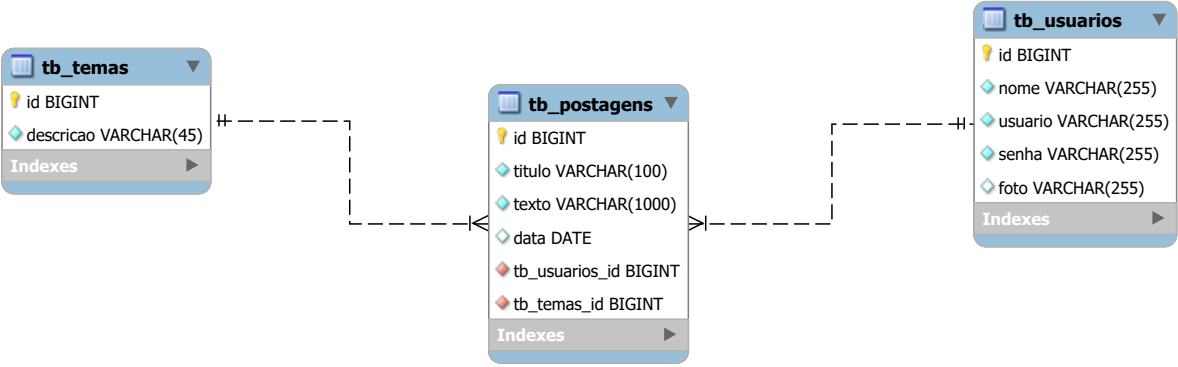 tb_temas
id BIGINT
descricao VARCHAR(45)
Indexes
tb_postagens
id BIGINT
titulo VARCHAR(100)
texto VARCHAR(1000)
data DATE
tb_usuarios_id BIGINT
tb_temas_id BIGINT
Indexes
tb_usuarios
id BIGINT
nome VARCHAR(255)
usuario VARCHAR(255)
senha VARCHAR(255)
foto VARCHAR(255)
Indexes